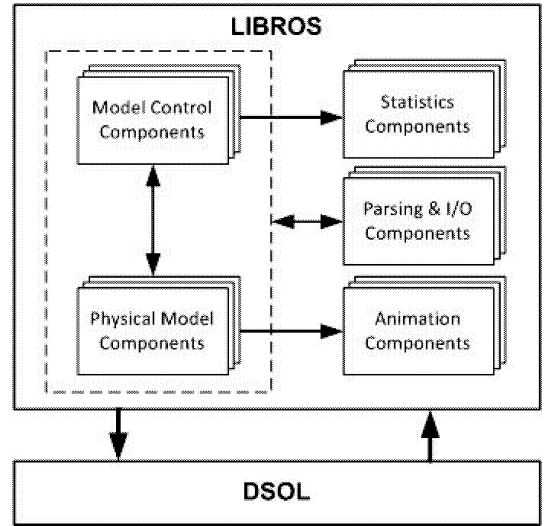 LIBROS
Model Control
Components
Statistics
Components
Parsing & I/O
Components
Physical Model
Components
Animation
Components
DSOL